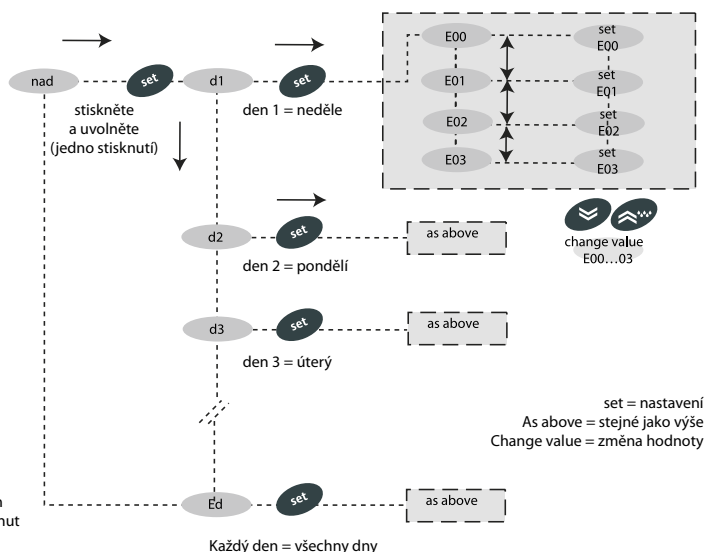 nad
set
d1
set
stiskněte
a uvolněte
(jedno stisknutí)
den 1 = neděle
E00
set
E00
E01
set
E01
E02
set
E02
E03
set
E03
change value
E00...03
d2
set
as above
den 2 = pondělí
d3
set
as above
den 3 = úterý
set = nastavení
As above = stejné jako výše
Change value = změna hodnoty
Ed
set
as above
nut
Každý den = všechny dny